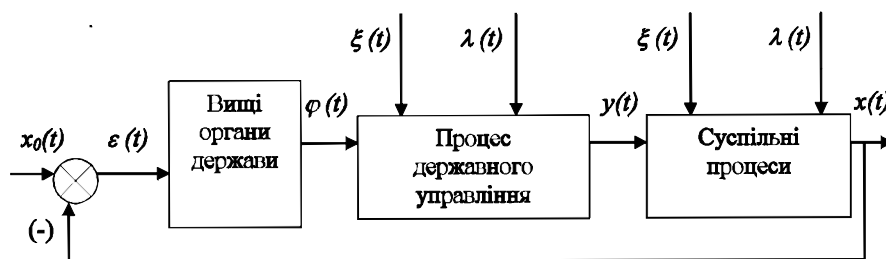 ξ(t)
λ(t)
ξ(t)
λ(t)
x₀(t)
ε(t)
Вищі
органи
держави
φ(t)
Процес
державного
управління
y(t)
Суспільні
процеси
x(t)
(-)